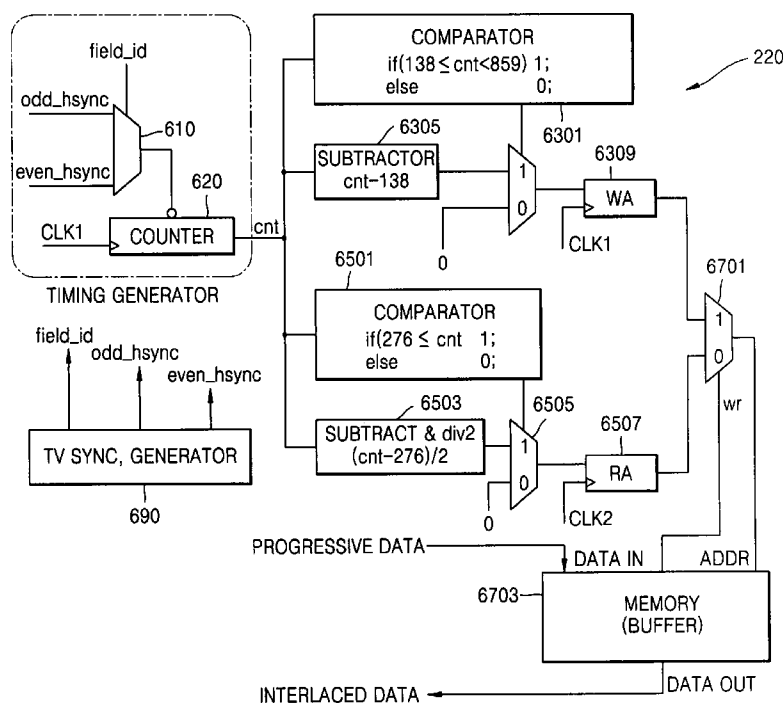 field_id
odd_hsync
610
even_hsync
620
CLK1
COUNTER
cnt
TIMING GENERATOR
COMPARATOR
if(138 ≤ cnt<859) 1;
else 0;
220
6301
6305
SUBTRACTOR
cnt-138
1
0
0
6309
WA
CLK1
6501
COMPARATOR
if(276 ≤ cnt 1;
else 0;
6701
1
0
wr
field_id
odd_hsync
even_hsync
TV SYNC, GENERATOR
690
6503
SUBTRACT & div2
(cnt-276)/2
6505
1
0
0
6507
RA
CLK2
PROGRESSIVE DATA
DATA IN
ADDR
6703
MEMORY
(BUFFER)
DATA OUT
INTERLACED DATA